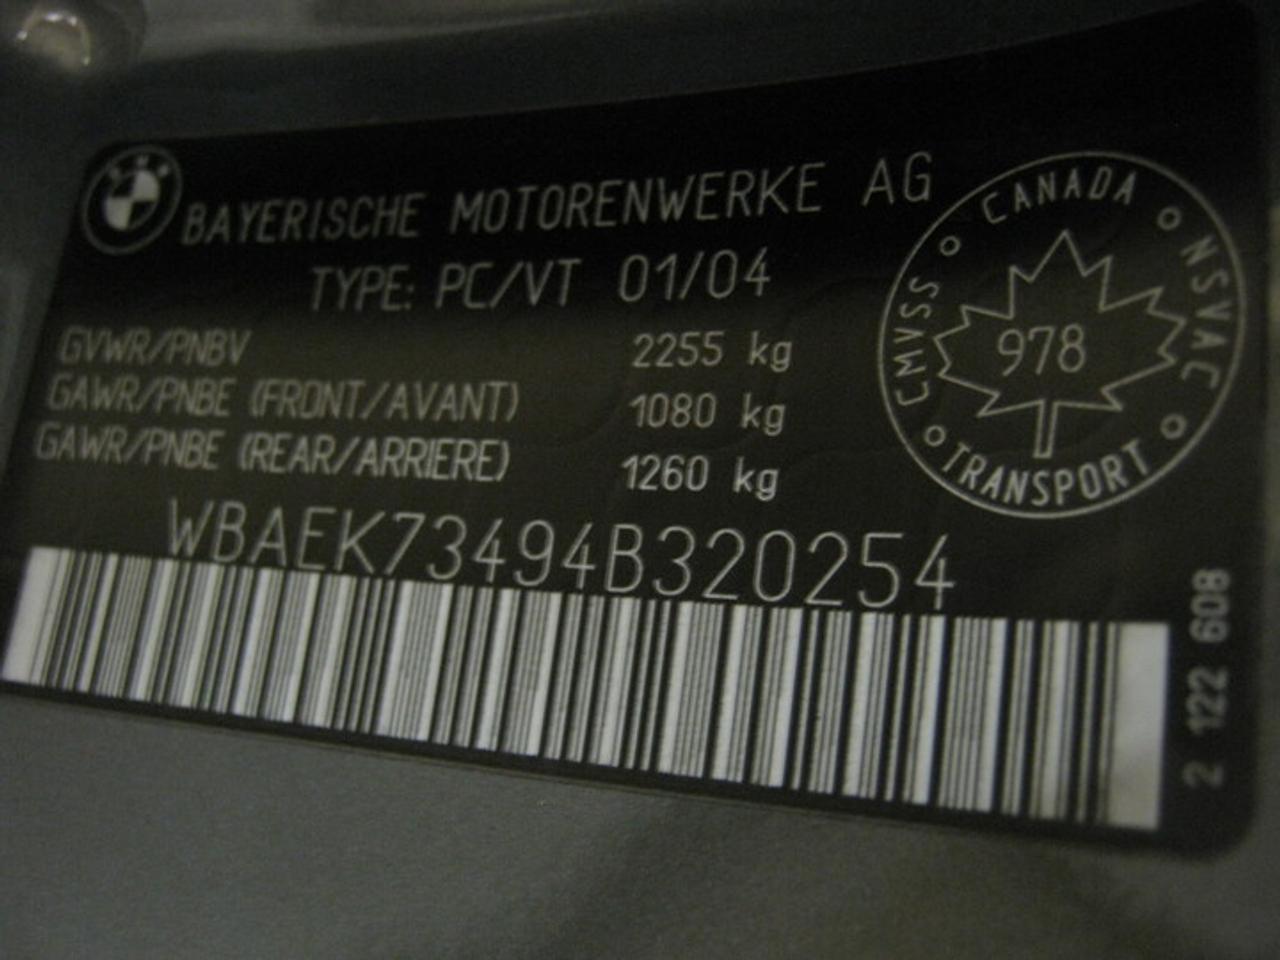 BAYERISCHE MOTORENWERKE AG
TYPE: PC/VT 01/04
GVWR/PNBV 2255 kg
GAWR/PNBE (FRONT/AVANT) 1080 kg
GAWR/PNBE (REAR/ARRIERE) 1260 kg
WBAEK73494B320254
CANADA
NSVAC
TRANSPORT
CMVSS
978
2 122 608